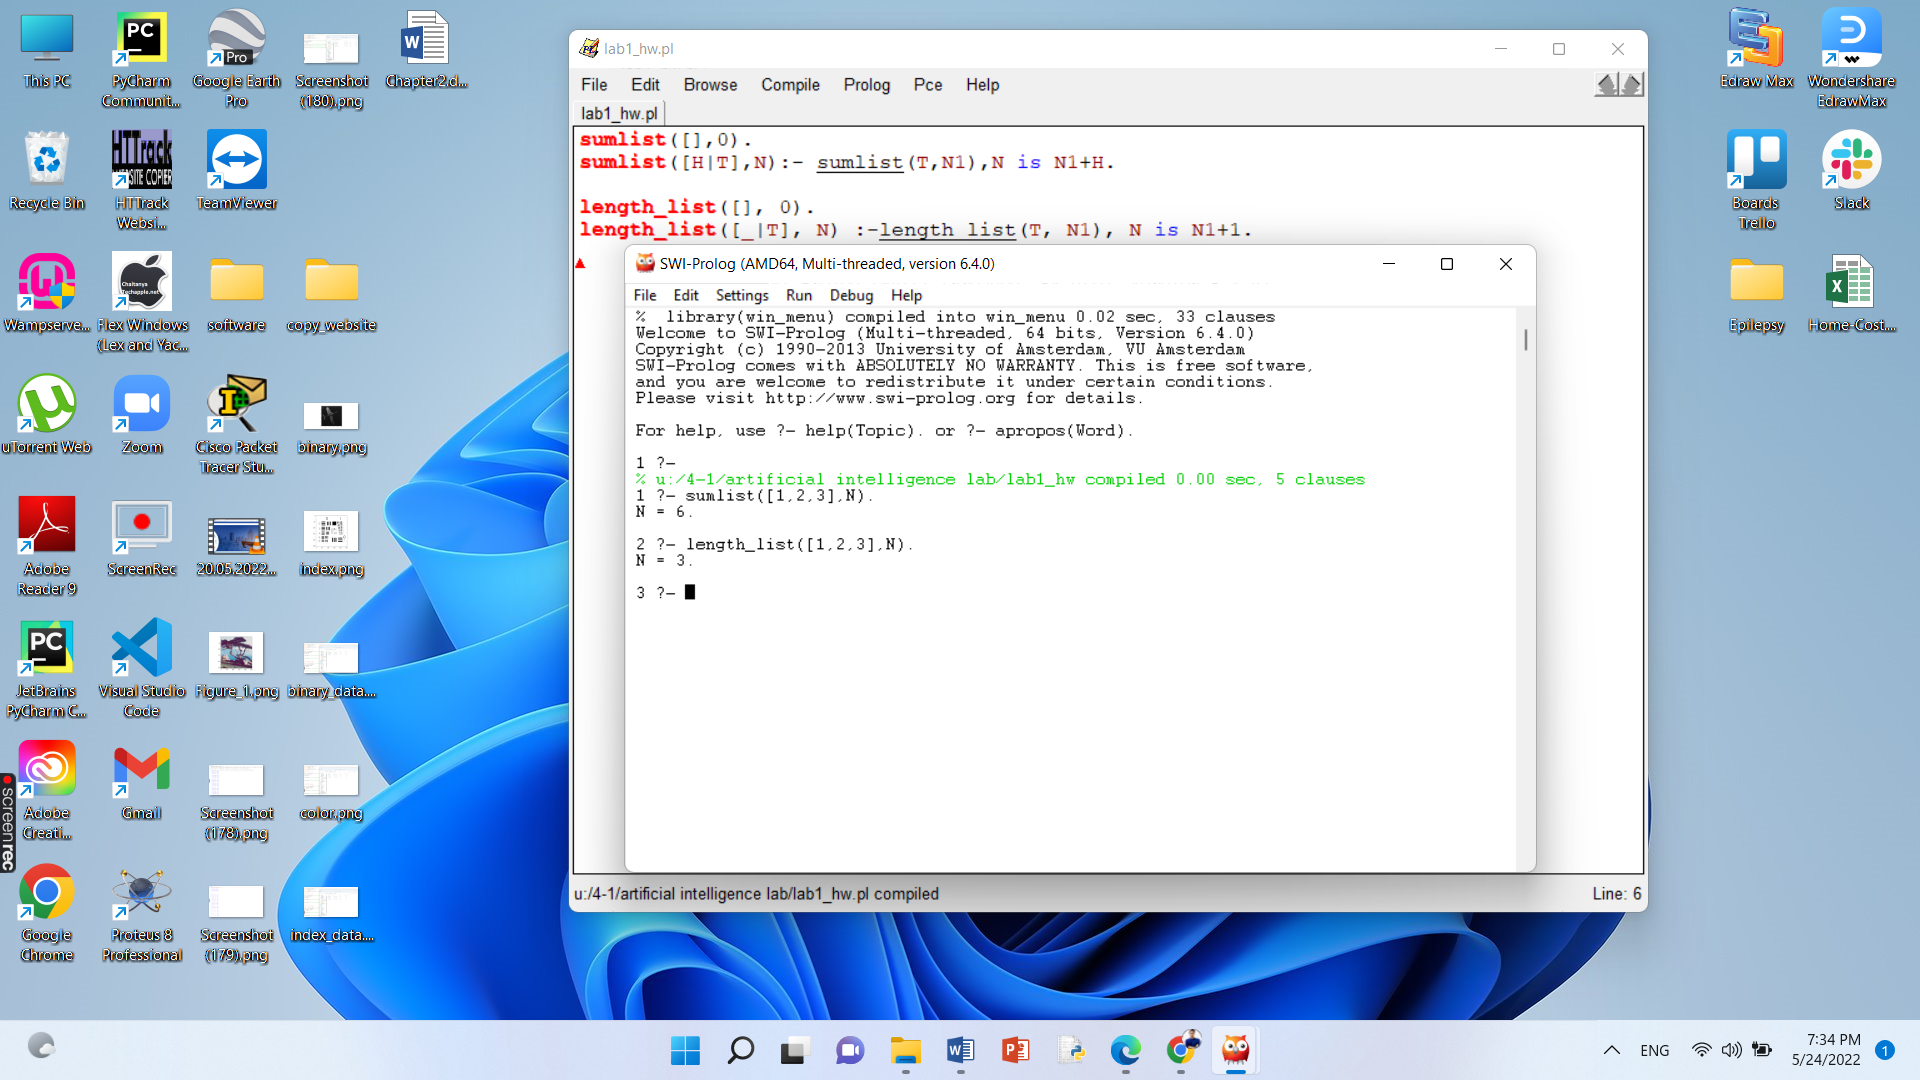 This PC
PyCharm
Communit...
Google Earth
Pro
Screenshot
(180).png
Chapter2.d...
Recycle Bin
HTTrack
Websi...
TeamViewer
Wampserve...
Flex Windows
(Lex and Yac...
software
copy_website
uTorrent Web
Zoom
Cisco Packet
Tracer Stu...
binary.png
Adobe
Reader 9
ScreenRec
20.05.2022...
index.png
JetBrains
PyCharm C...
Visual Studio
Code
Figure_1.png
binary_data....
Adobe
Creati...
Gmail
Screenshot
(178).png
color.png
Google
Chrome
Proteus 8
Professional
Screenshot
(179).png
index_data....
screenrec
lab1_hw.pl
File Edit Browse Compile Prolog Pce Help
lab1_hw.pl
sumlist([],0).
sumlist([H|T],N):- sumlist(T,N1),N is N1+H.
length_list([], 0).
length_list([_|T], N) :-length_list(T, N1), N is N1+1.
SWI-Prolog (AMD64, Multi-threaded, version 6.4.0)
File Edit Settings Run Debug Help
% library(win_menu) compiled into win_menu 0.02 sec, 33 clauses
Welcome to SWI-Prolog (Multi-threaded, 64 bits, Version 6.4.0)
Copyright (c) 1990-2013 University of Amsterdam, VU Amsterdam
SWI-Prolog comes with ABSOLUTELY NO WARRANTY. This is free software,
and you are welcome to redistribute it under certain conditions.
Please visit http://www.swi-prolog.org for details.
For help, use ?- help(Topic). or ?- apropos(Word).
1 ?-
% u:/4-1/artificial intelligence lab/lab1_hw compiled 0.00 sec, 5 clauses
1 ?- sumlist([1,2,3],N).
N = 6.
2 ?- length_list([1,2,3],N).
N = 3.
3 ?-
u:/4-1/artificial intelligence lab/lab1_hw.pl compiled
Line: 6
Edraw Max
Wondershare
EdrawMax
Boards
Trello
Slack
Epilepsy
Home-Cost....
ENG
7:34 PM
5/24/2022
1